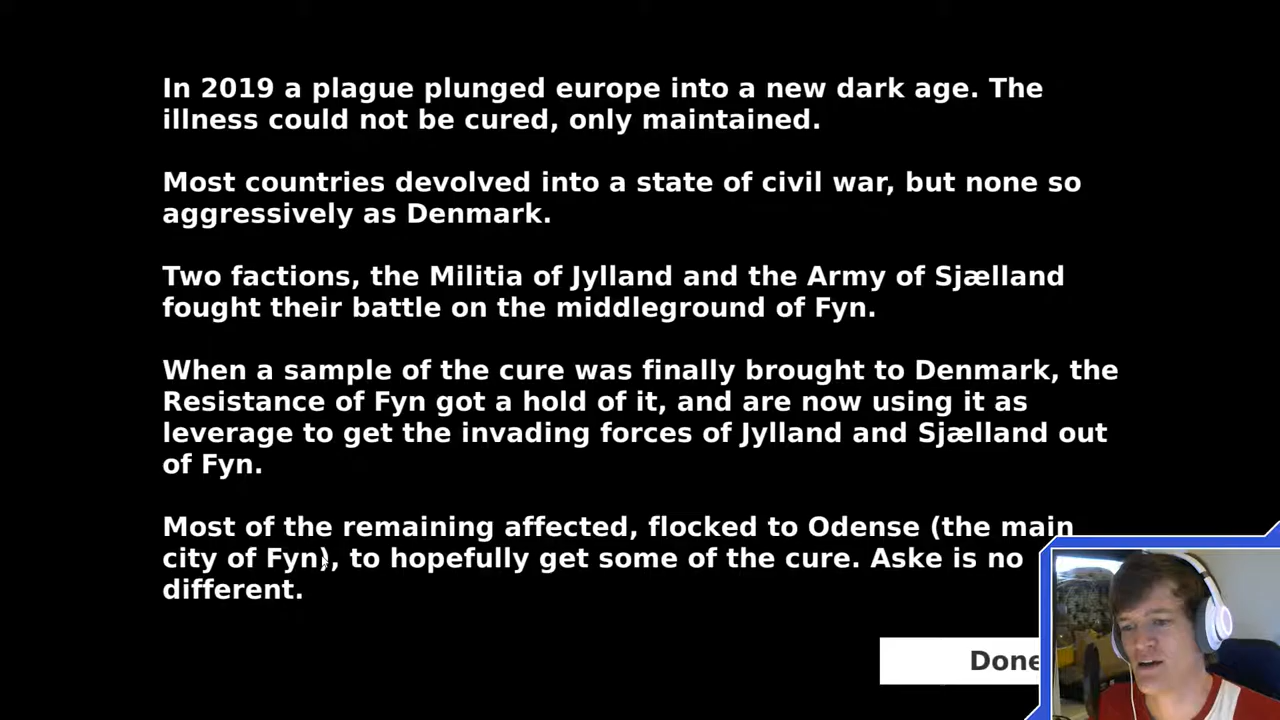 In 2019 a plague plunged europe into a new dark age. The
illness could not be cured, only maintained.
Most countries devolved into a state of civil war, but none so
aggressively as Denmark.
Two factions, the Militia of Jylland and the Army of Sjælland
fought their battle on the middleground of Fyn.
When a sample of the cure was finally brought to Denmark, the
Resistance of Fyn got a hold of it, and are now using it as
leverage to get the invading forces of Jylland and Sjælland out
of Fyn.
Most of the remaining affected, flocked to Odense (the main
city of Fyn), to hopefully get some of the cure. Aske is no
different.
Done